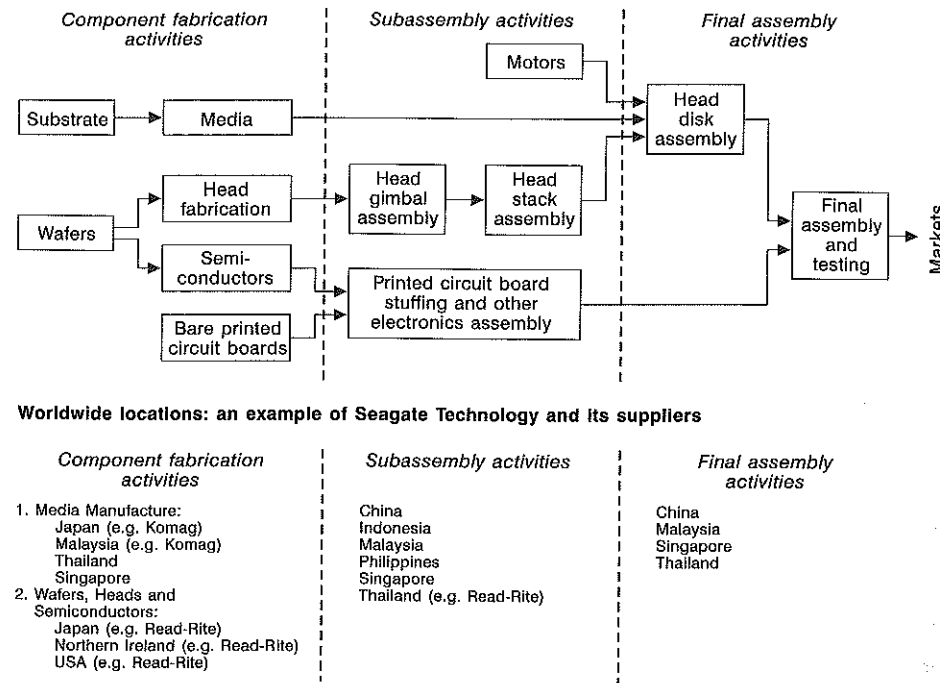 Component fabrication
activities
Subassembly activities
Final assembly
activities
Motors
Substrate
Media
Head
disk
assembly
Head
fabrication
Head
gimbal
assembly
Head
stack
assembly
Wafers
Final
assembly
and
testing
Markets
Semi-
conductors
Printed circuit board
stuffing and other
electronics assembly
Bare printed
circuit boards
Worldwide locations: an example of Seagate Technology and its suppliers
Component fabrication
activities
1. Media Manufacture:
Japan (e.g. Komag)
Malaysia (e.g. Komag)
Thailand
Singapore
2. Wafers, Heads and
Semiconductors:
Japan (e.g. Read-Rite)
Northern Ireland (e.g. Read-Rite)
USA (e.g. Read-Rite)
Subassembly activities
China
Indonesia
Malaysia
Philippines
Singapore
Thailand (e.g. Read-Rite)
Final assembly
activities
China
Malaysia
Singapore
Thailand